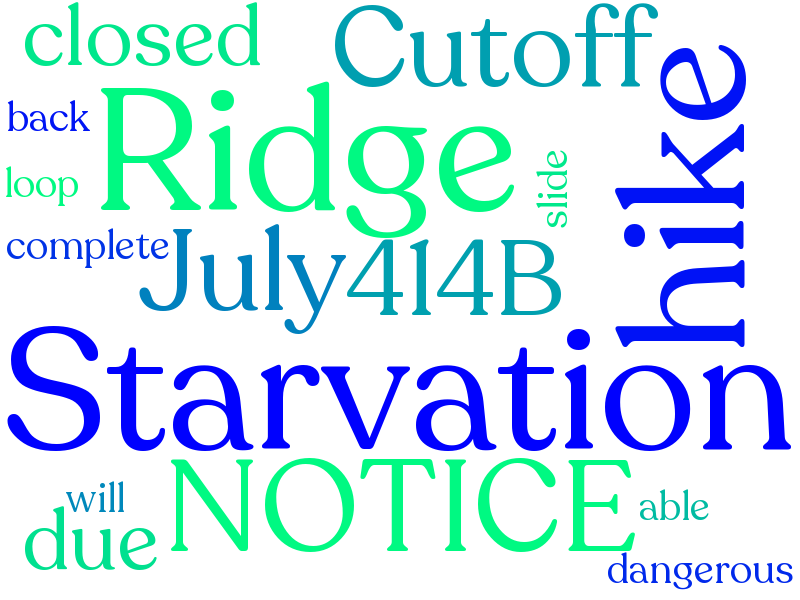 closed
Cutoff
back
Ridge
hike
loop
slide
complete
July
414B
Starvation
NOTICE
will
due
able
dangerous